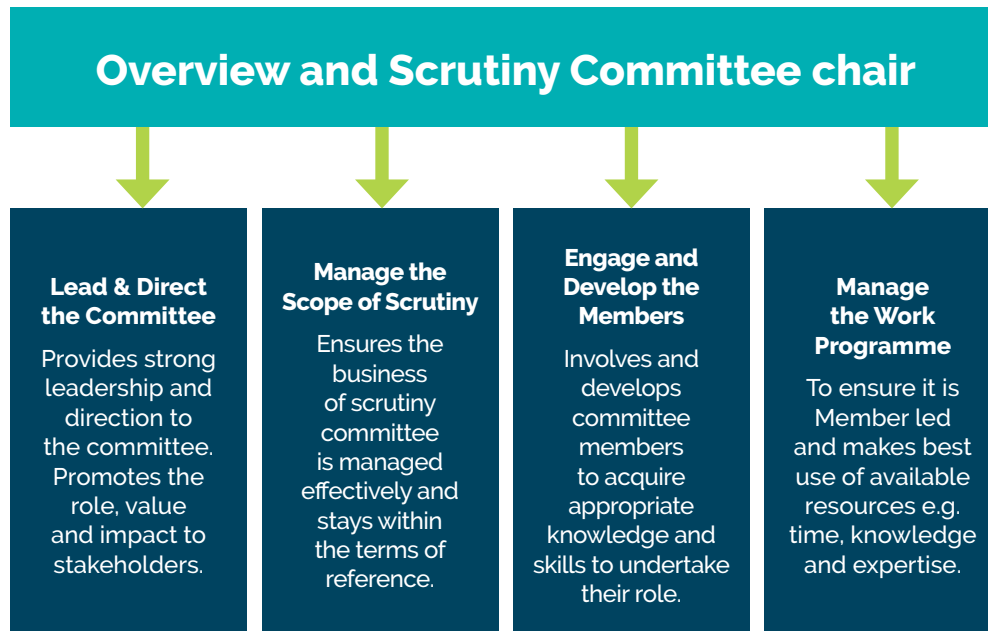 Overview and Scrutiny Committee chair
Lead & Direct
the Committee
Provides strong
leadership and
direction to
the committee.
Promotes the
role, value
and impact to
stakeholders.
Manage the
Scope of Scrutiny
Ensures the
business
of scrutiny
committee
is managed
effectively and
stays within
the terms of
reference.
Engage and
Develop the
Members
Involves and
develops
committee
members
to acquire
appropriate
knowledge and
skills to undertake
their role.
Manage
the Work
Programme
To ensure it is
Member led
and makes best
use of available
resources e.g.
time, knowledge
and expertise.